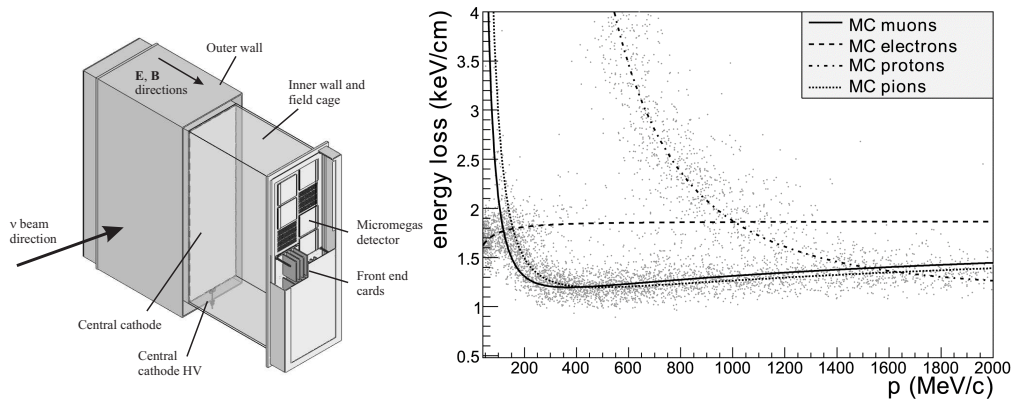 Outer wall
E, B
directions
Inner wall and
field cage
ν beam
direction
Micromegas
detector
Front end
cards
Central cathode
Central
cathode HV
energy loss (keV/cm)
4
3.5
3
2.5
2
1.5
1
0.5
MC muons
MC electrons
MC protons
MC pions
200 400 600 800 1000 1200 1400 1600 1800 2000
p (MeV/c)